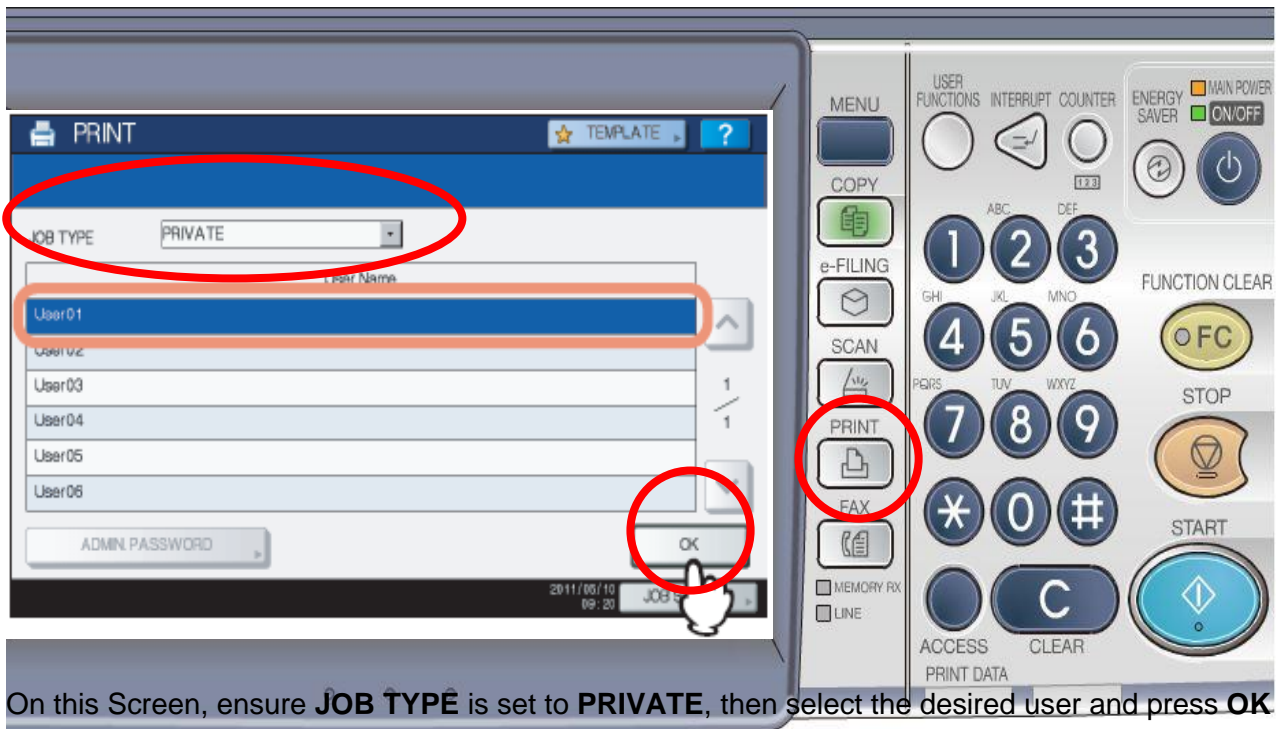 PRINT
TEMPLATE
?
JOB TYPE
PRIVATE
User Name
User01
User02
User03
User04
User05
User06
1
1
ADMIN. PASSWORD
OK
2011/05/10
09:20
JOB
MENU
COPY
e-FILING
SCAN
PRINT
FAX
MEMORY RX
LINE
USER
FUNCTIONS INTERRUPT COUNTER
123
ENERGY
SAVER
MAIN POWER
ON/OFF
ABC DEF
1 2 3
GHI JKL MNO
4 5 6
PQRS TUV WXYZ
7 8 9
* 0 #
C
ACCESS CLEAR
PRINT DATA
FUNCTION CLEAR
FC
STOP
START
On this Screen, ensure JOB TYPE is set to PRIVATE, then select the desired user and press OK